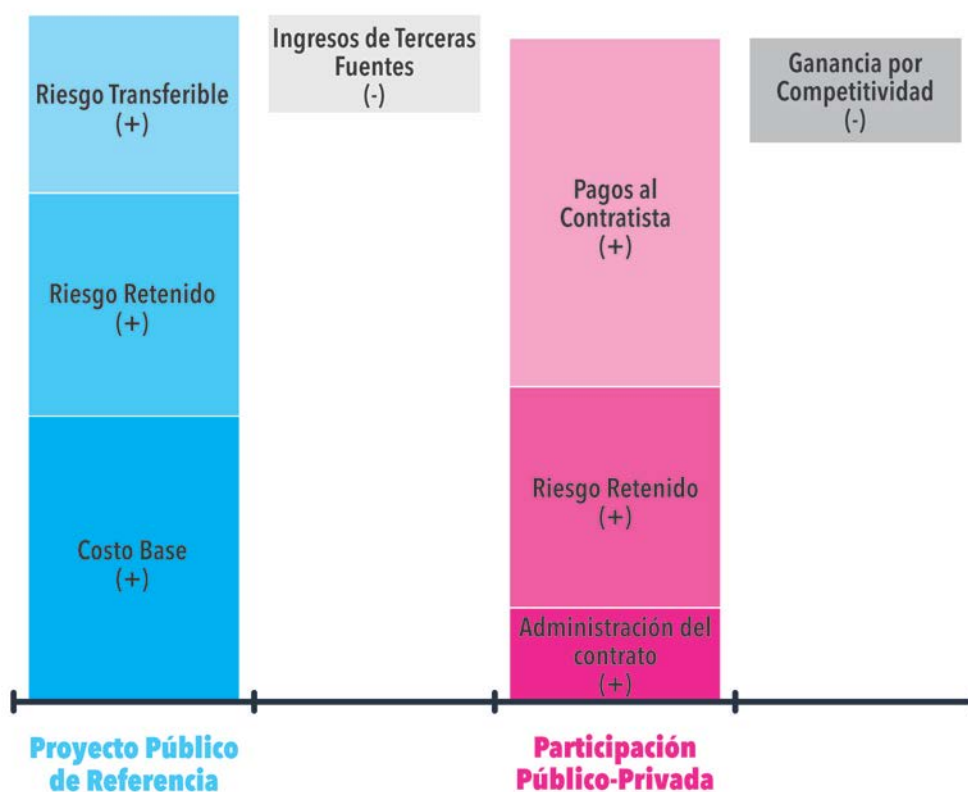 Riesgo Transferible
(+)
Riesgo Retenido
(+)
Costo Base
(+)
Proyecto Público
de Referencia
Ingresos de Terceras
Fuentes
(-)
Pagos al
Contratista
(+)
Riesgo Retenido
(+)
Administración del
contrato
(+)
Participación
Público-Privada
Ganancia por
Competitividad
(-)